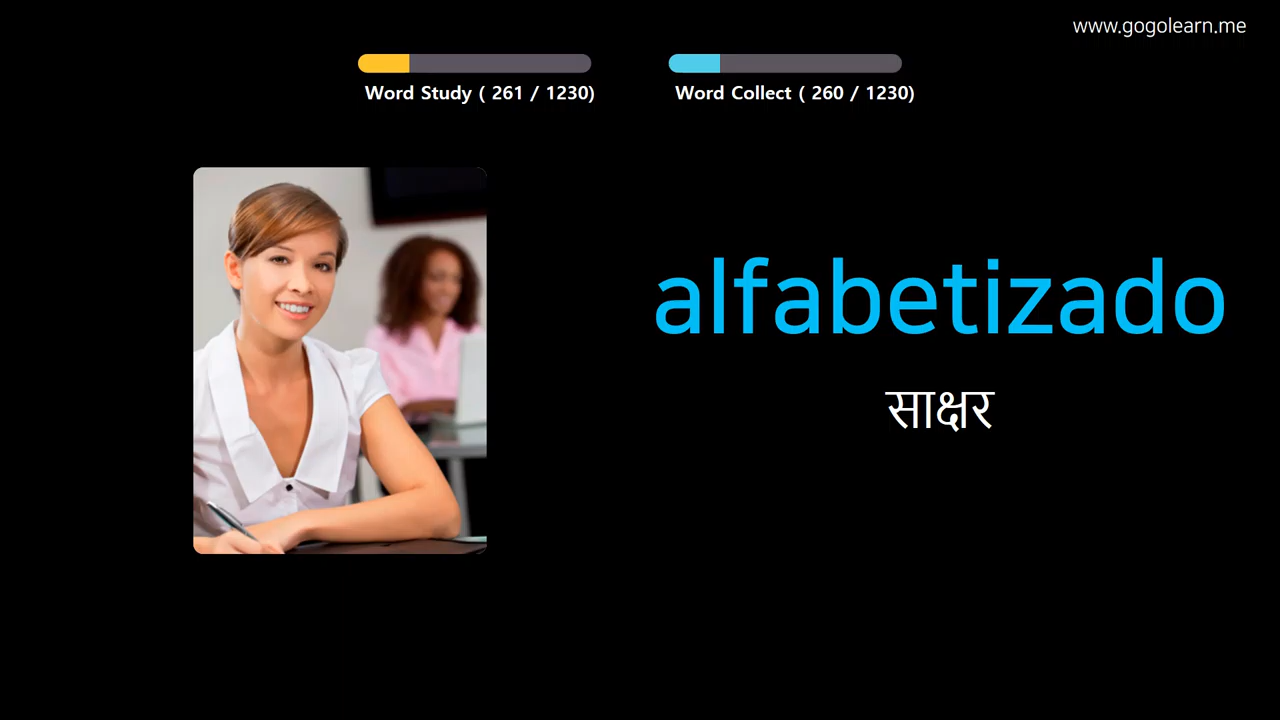 www.gogolearn.me
Word Study ( 261 / 1230)
Word Collect ( 260 / 1230)
alfabetizado
साक्षर